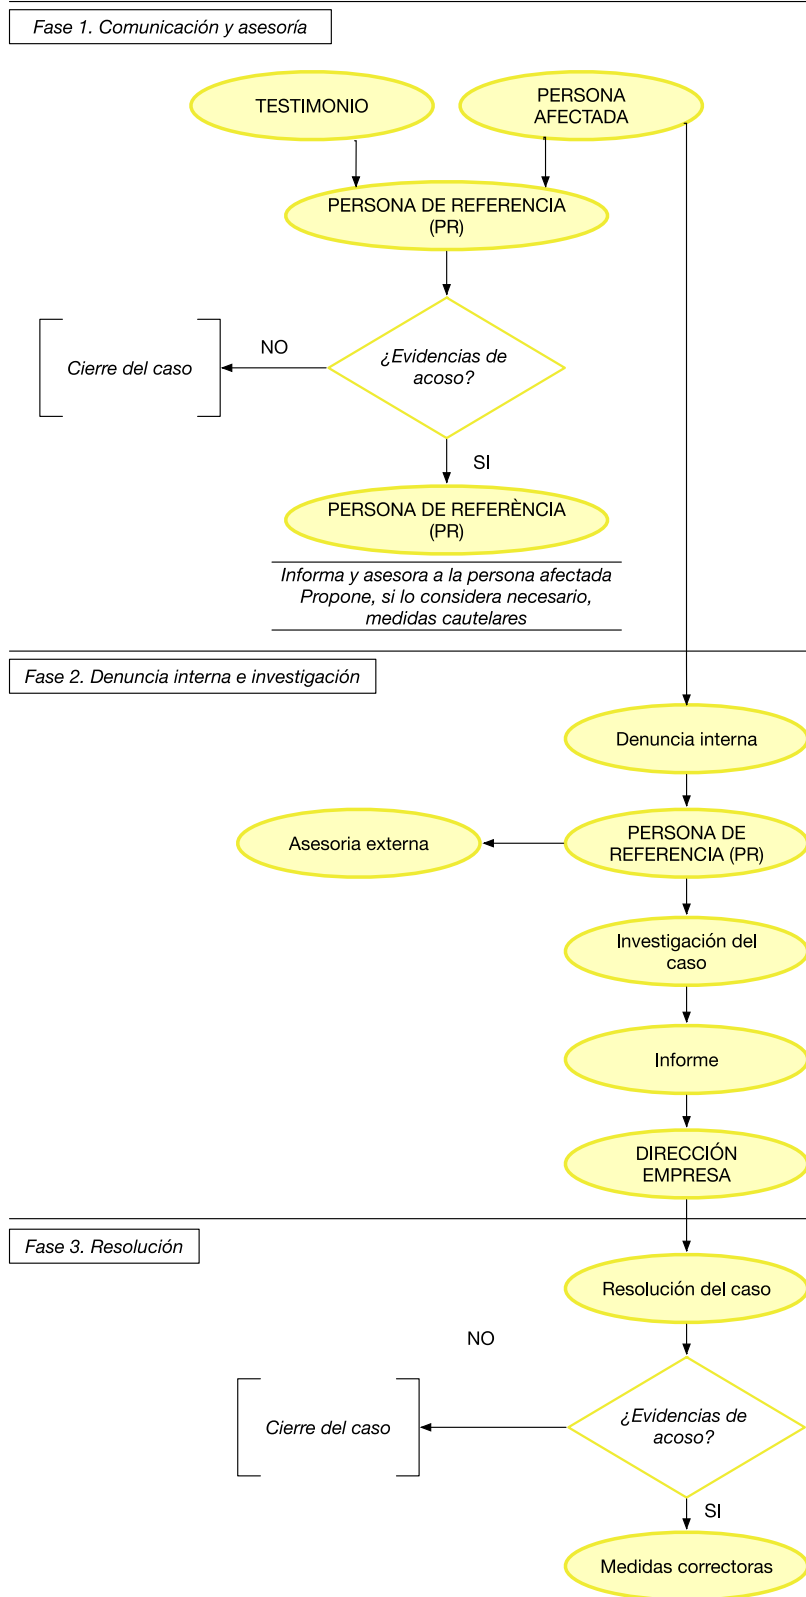 Fase 1. Comunicación y asesoría
TESTIMONIO
PERSONA
AFECTADA
PERSONA DE REFERENCIA
(PR)
¿Evidencias de
acoso?
NO
Cierre del caso
SI
PERSONA DE REFERÈNCIA
(PR)
Informa y asesora a la persona afectada
Propone, si lo considera necesario,
medidas cautelares
Fase 2. Denuncia interna e investigación
Denuncia interna
PERSONA DE
REFERENCIA (PR)
Asesoria externa
Investigación del
caso
Informe
DIRECCIÓN
EMPRESA
Fase 3. Resolución
Resolución del caso
NO
¿Evidencias de
acoso?
Cierre del caso
SI
Medidas correctoras